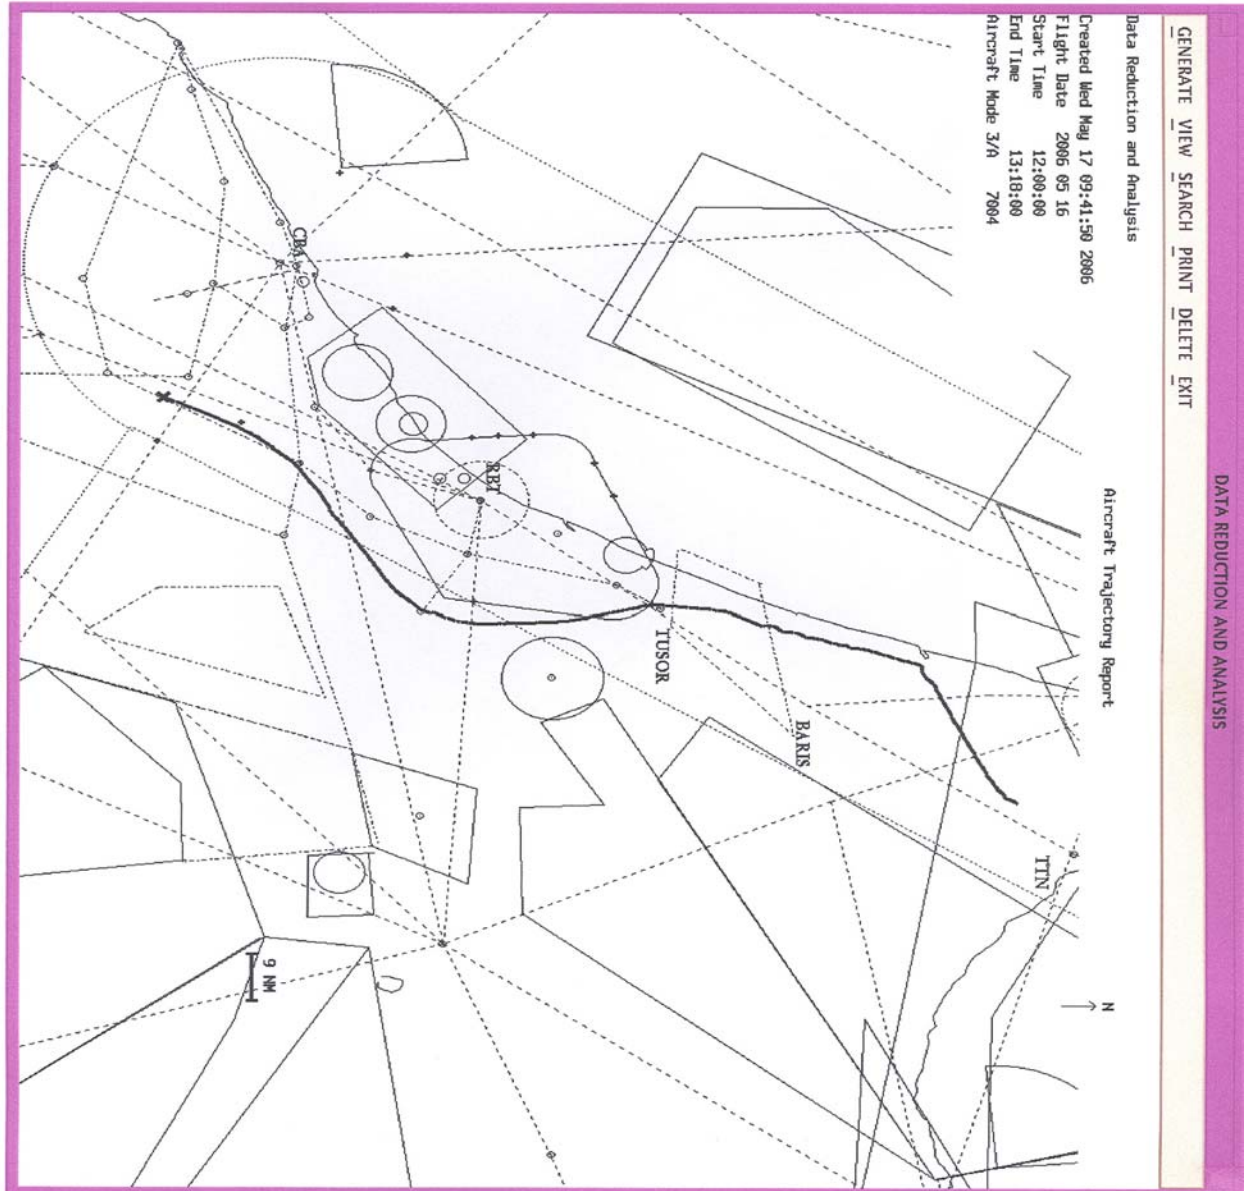 DATA REDUCTION AND ANALYSIS
GENERATE VIEW SEARCH PRINT DELETE EXIT
Data Reduction and Analysis
Aircraft Trajectory Report
N
Created Wed May 17 09:41:50 2006
Flight Date 2006 05 16
Start Time 12:00:00
End Time 13:18:00
Aircraft Mode 3/A 7004
TTN
BARIS
TUSOR
RBT
9 NM